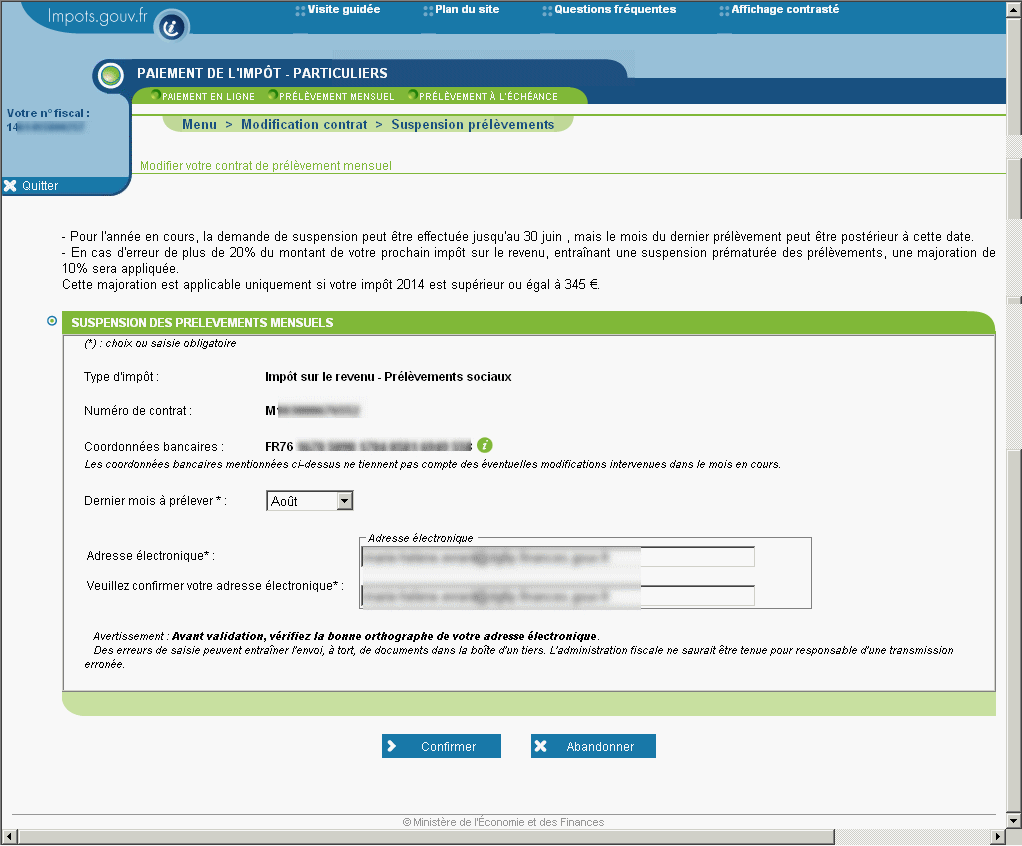 Impots.gouv.fr
Visite guidée
Plan du site
Questions fréquentes
Affichage contrasté
PAIEMENT DE L'IMPÔT - PARTICULIERS
PAIEMENT EN LIGNE
PRÉLÈVEMENT MENSUEL
PRÉLÈVEMENT À L'ÉCHÉANCE
Votre n° fiscal :
14
Menu > Modification contrat > Suspension prélèvements
Modifier votre contrat de prélèvement mensuel
Quitter
- Pour l'année en cours, la demande de suspension peut être effectuée jusqu'au 30 juin , mais le mois du dernier prélèvement peut être postérieur à cette date.
- En cas d'erreur de plus de 20% du montant de votre prochain impôt sur le revenu, entraînant une suspension prématurée des prélèvements, une majoration de
10% sera appliquée.
Cette majoration est applicable uniquement si votre impôt 2014 est supérieur ou égal à 345 €.
SUSPENSION DES PRELEVEMENTS MENSUELS
(*) : choix ou saisie obligatoire
Type d'impôt : Impôt sur le revenu - Prélèvements sociaux
Numéro de contrat :
Coordonnées bancaires : FR76
Les coordonnées bancaires mentionnées ci-dessus ne tiennent pas compte des éventuelles modifications intervenues dans le mois en cours.
Dernier mois à prélever * : Août
Adresse électronique
Adresse électronique* :
Veuillez confirmer votre adresse électronique* :
Avertissement : Avant validation, vérifiez la bonne orthographe de votre adresse électronique.
Des erreurs de saisie peuvent entraîner l'envoi, à tort, de documents dans la boîte d'un tiers. L'administration fiscale ne saurait être tenue pour responsable d'une transmission
erronée.
Confirmer
Abandonner
© Ministère de l'Économie et des Finances